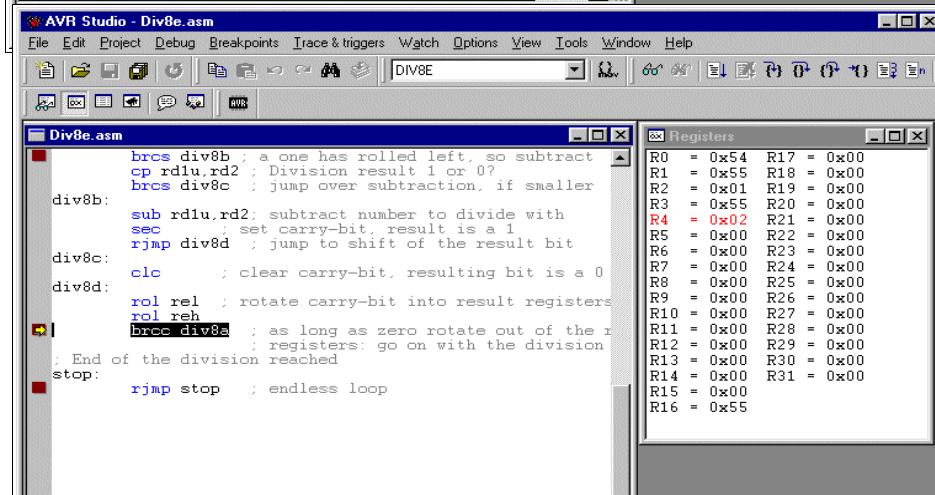 AVR Studio - Div8e.asm
File Edit Project Debug Breakpoints Trace & triggers Watch Options View Tools Window Help
DIV8E
AVR
Div8e.asm
brcs div8b ; a one has rolled left, so subtract
cp rd1u,rd2 ; Division result 1 or 0?
brcs div8c ; jump over subtraction, if smaller
div8b:
sub rd1u,rd2; subtract number to divide with
sec ; set carry-bit, result is a 1
rjmp div8d ; jump to shift of the result bit
div8c:
clc ; clear carry-bit, resulting bit is a 0
div8d:
rol rel ; rotate carry-bit into result registers
rol reh
brcc div8a ; as long as zero rotate out of the r
; registers: go on with the division
; End of the division reached
stop:
rjmp stop ; endless loop
Registers
R0 = 0x54 R17 = 0x00
R1 = 0x55 R18 = 0x00
R2 = 0x01 R19 = 0x00
R3 = 0x55 R20 = 0x00
R4 = 0x02 R21 = 0x00
R5 = 0x00 R22 = 0x00
R6 = 0x00 R23 = 0x00
R7 = 0x00 R24 = 0x00
R8 = 0x00 R25 = 0x00
R9 = 0x00 R26 = 0x00
R10 = 0x00 R27 = 0x00
R11 = 0x00 R28 = 0x00
R12 = 0x00 R29 = 0x00
R13 = 0x00 R30 = 0x00
R14 = 0x00 R31 = 0x00
R15 = 0x00
R16 = 0x55